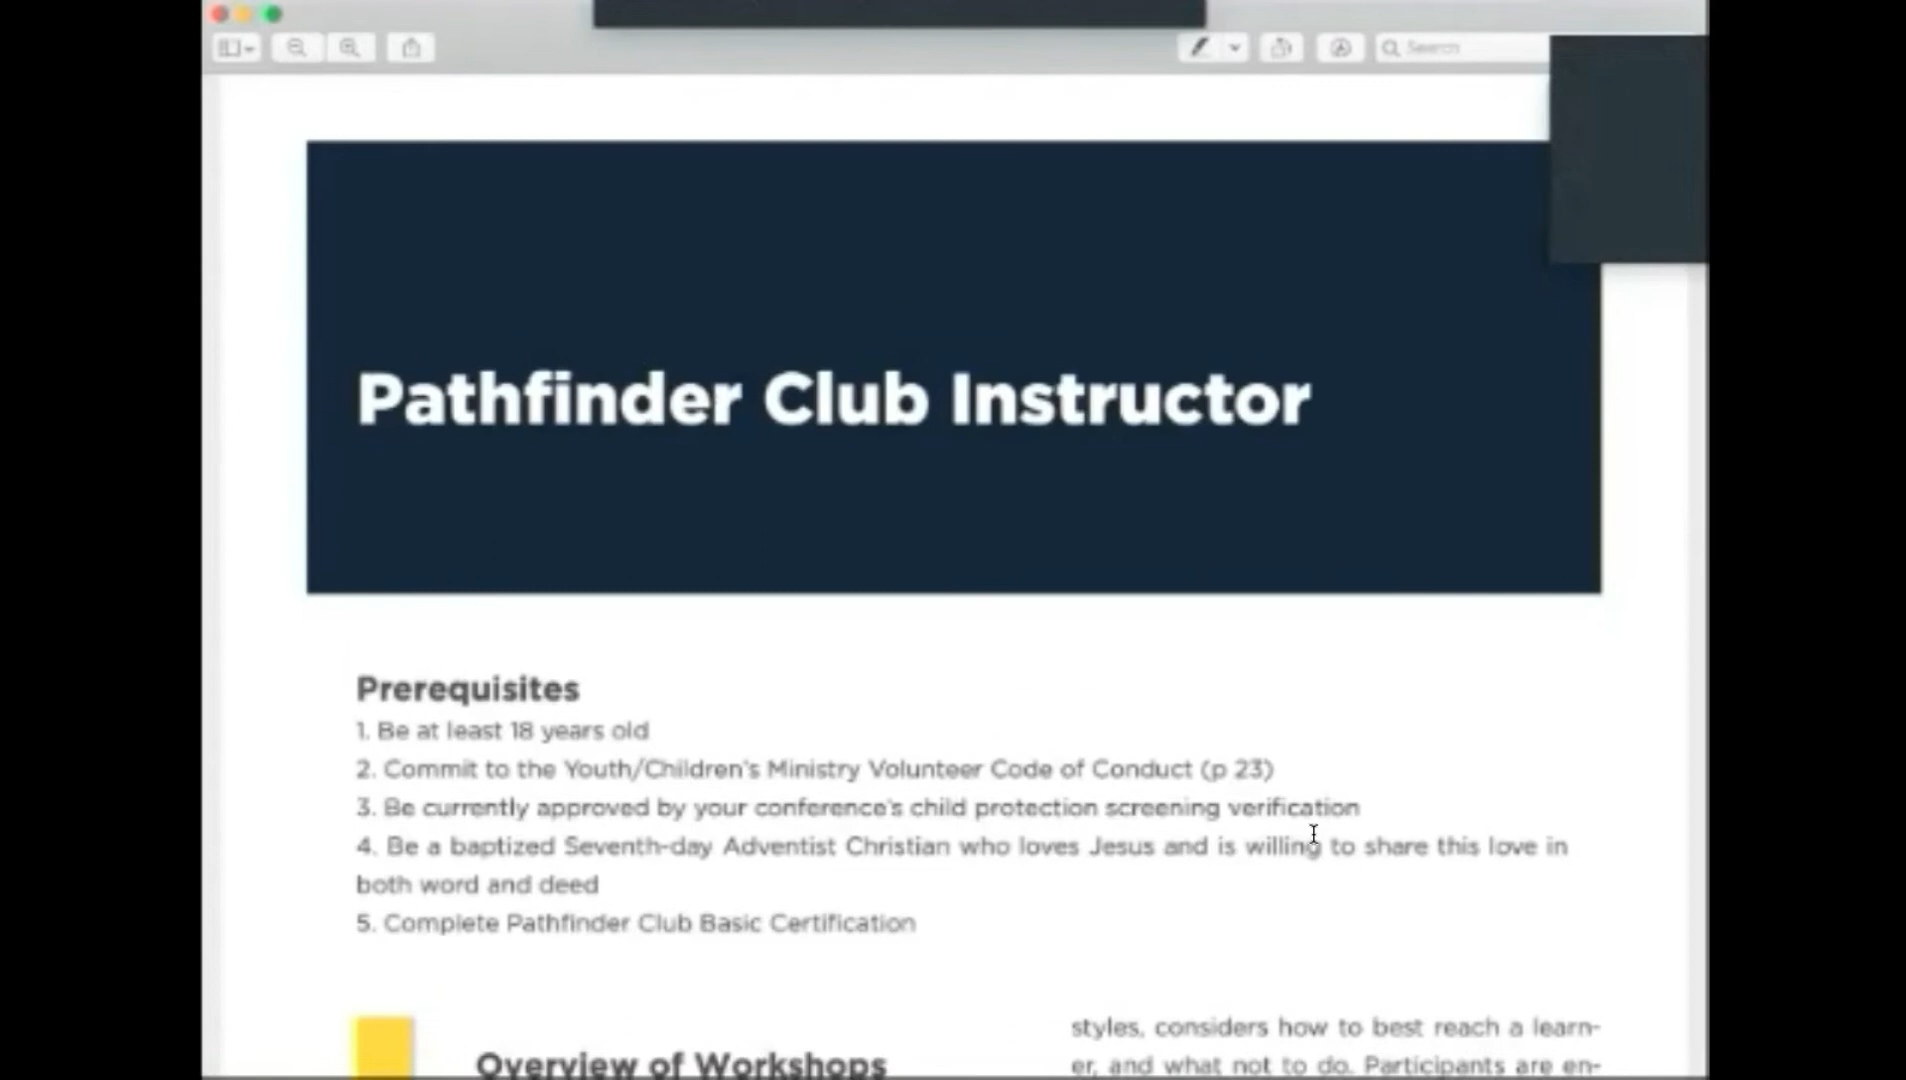 Search
Pathfinder Club Instructor
Prerequisites
1. Be at least 18 years old
2. Commit to the Youth/Children's Ministry Volunteer Code of Conduct (p 23)
3. Be currently approved by your conference's child protection screening verification
4. Be a baptized Seventh-day Adventist Christian who loves Jesus and is willing to share this love in
both word and deed
5. Complete Pathfinder Club Basic Certification
Overview of Workshops
styles, considers how to best reach a learn-
er, and what not to do. Participants are en-